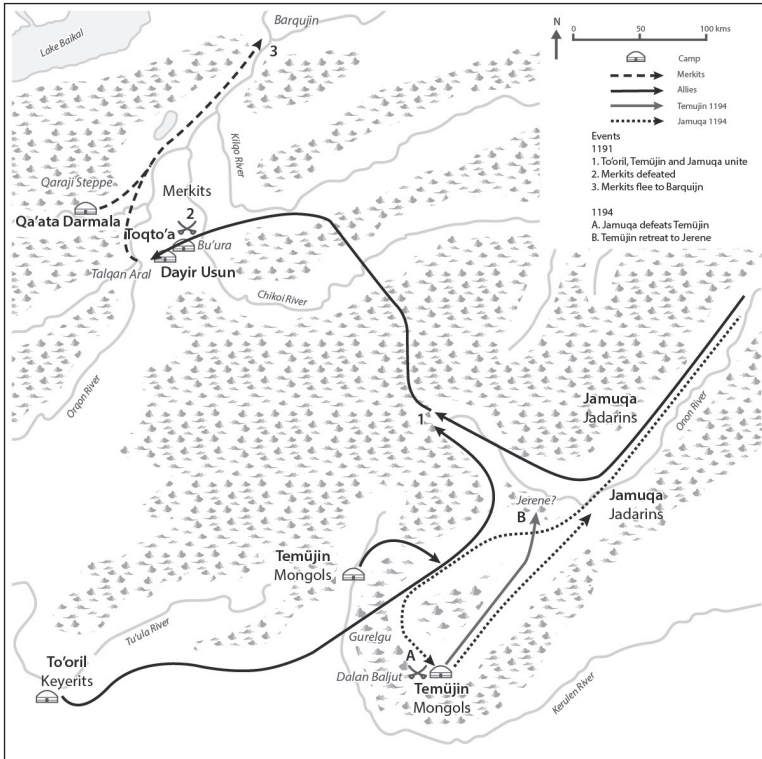 Lake Baikal
Barqujin
3
N
0 50 100 kms
Camp
Merkits
Allies
Temujin 1194
Jamuqa 1194
Events
1191
1. To'oril, Temüjin and Jamuqa unite
2. Merkits defeated
3. Merkits flee to Barquijn
1194
A. Jamuqa defeats Temüjin
B. Temüjin retreat to Jerene
Kilqo River
Qaraji Steppe
Merkits
Qa'ata Darmala
2
Toqto'a
Bu'ura
Talqan Aral
Dayir Usun
Chikoi River
Orqon River
Jamuqa
Jadarins
Onon River
1
Jerene?
B
Jamuqa
Jadarins
Temüjin
Mongols
Tu'ula River
Gurelgu
To'oril
Keyerits
A
Dalan Baljut
Temüjin
Mongols
Kerulen River